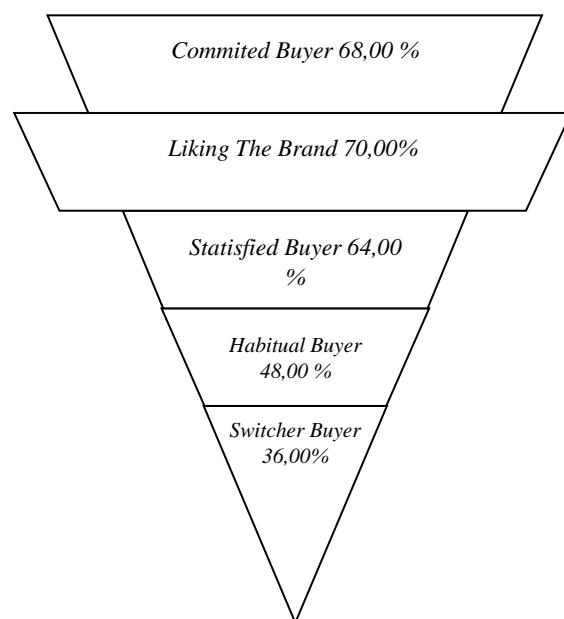 Commited Buyer 68,00 %
Liking The Brand 70,00%
Statisfied Buyer 64,00
%
Habitual Buyer
48,00 %
Switcher Buyer
36,00%